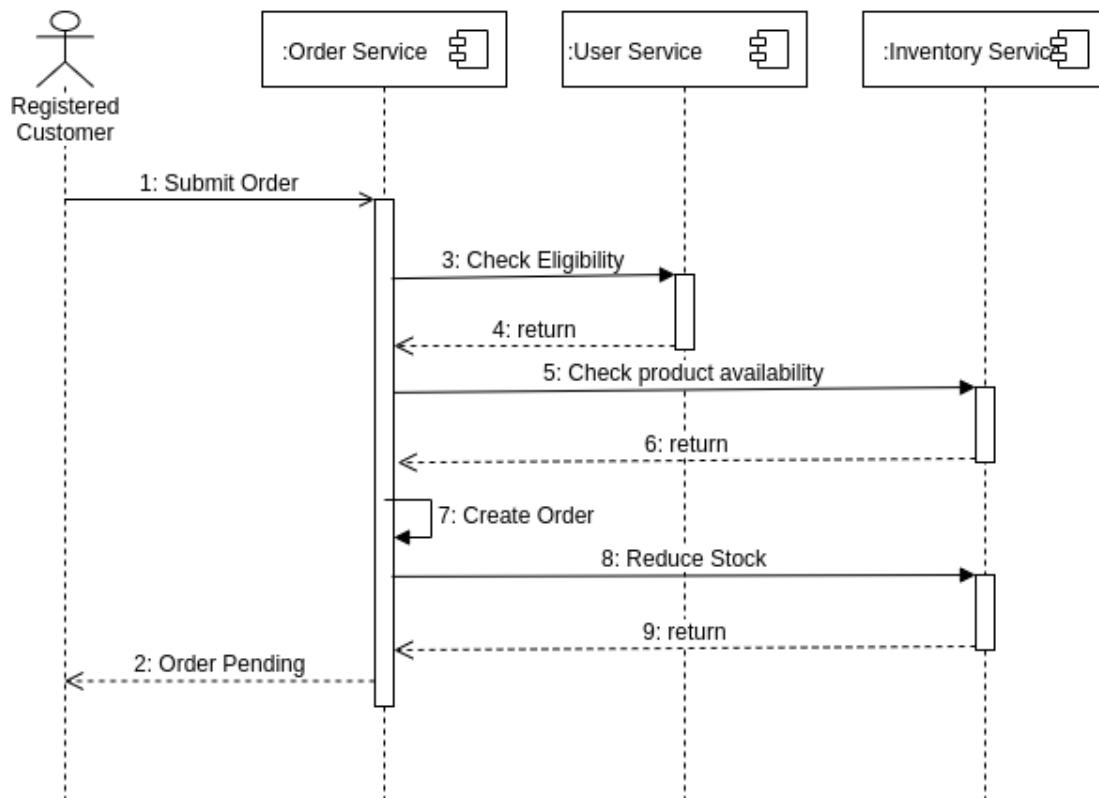 :Order Service
:User Service
:Inventory Service
Registered
Customer
1: Submit Order
3: Check Eligibility
4: return
5: Check product availability
6: return
7: Create Order
8: Reduce Stock
9: return
2: Order Pending